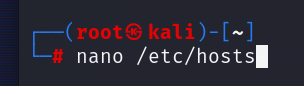 ┌──(root㉿kali)-[~]
└─# nano /etc/hosts